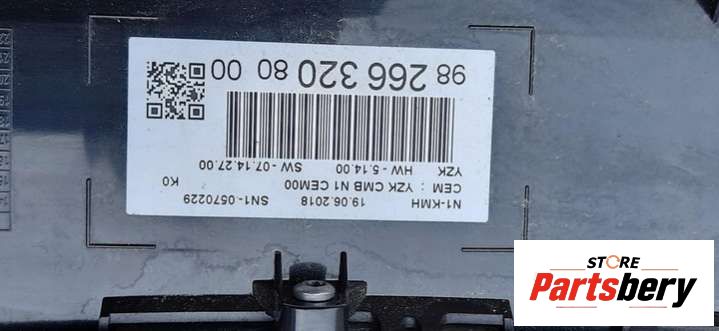 N1-KMH 19.06.2018 SN1-0570229 K0
CEM : YZK CMB N1 CEM00
YZK HW - 5.14.00 SW - 07.14.27.00
98 266 320 80 00
STORE
Partsbery